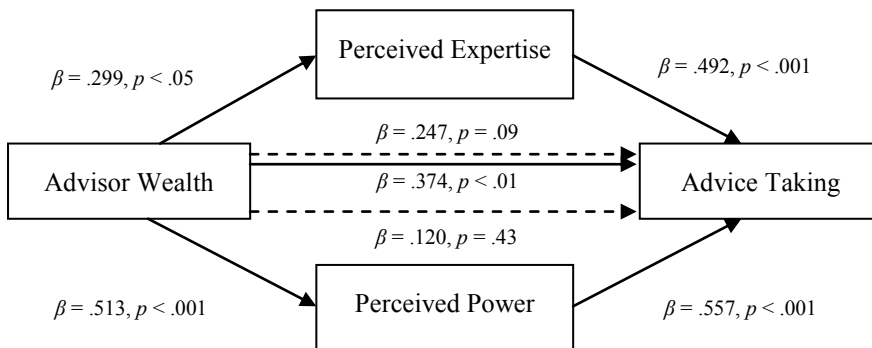 Perceived Expertise
β = .299, p < .05
β = .492, p < .001
β = .247, p = .09
Advisor Wealth
β = .374, p < .01
Advice Taking
β = .120, p = .43
β = .513, p < .001
Perceived Power
β = .557, p < .001